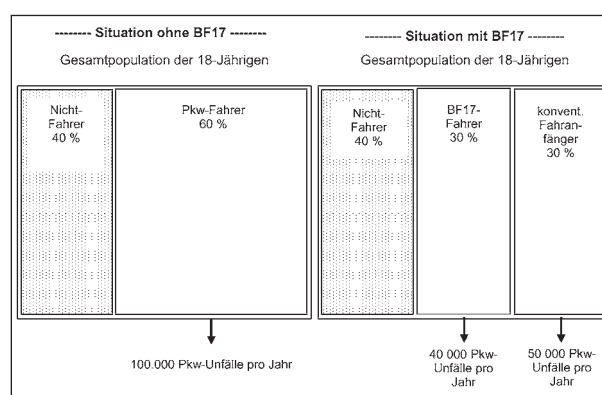 -------- Situation ohne BF17 --------
Gesamtpopulation der 18-Jährigen
Nicht-
Fahrer
40 %
Pkw-Fahrer
60 %
100.000 Pkw-Unfälle pro Jahr
-------- Situation mit BF17 --------
Gesamtpopulation der 18-Jährigen
Nicht-
Fahrer
40 %
BF17-
Fahrer
30 %
konvent.
Fahran-
fänger
30 %
40 000 Pkw-
Unfälle pro
Jahr
50 000 Pkw-
Unfälle pro
Jahr